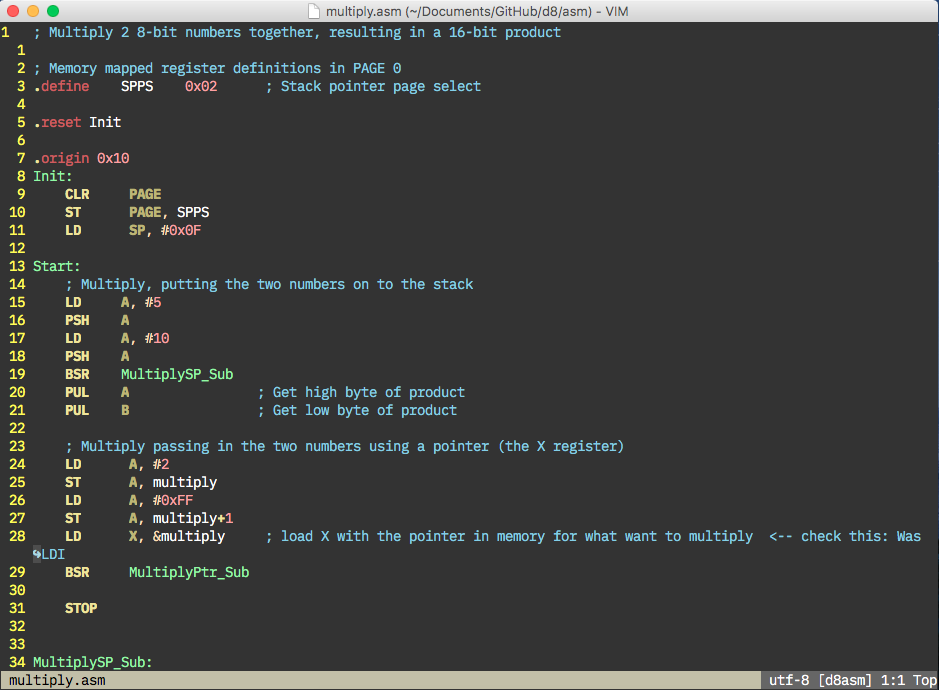 multiply.asm (~/Documents/GitHub/d8/asm) - VIM
1 ; Multiply 2 8-bit numbers together, resulting in a 16-bit product
1
2 ; Memory mapped register definitions in PAGE 0
3 .define    SPPS    0x02      ; Stack pointer page select
4
5 .reset Init
6
7 .origin 0x10
8 Init:
9     CLR     PAGE
10     ST      PAGE, SPPS
11     LD      SP, #0x0F
12
13 Start:
14     ; Multiply, putting the two numbers on to the stack
15     LD     A, #5
16     PSH    A
17     LD     A, #10
18     PSH    A
19     BSR    MultiplySP_Sub
20     PUL    A                ; Get high byte of product
21     PUL    B                ; Get low byte of product
22
23     ; Multiply passing in the two numbers using a pointer (the X register)
24     LD      A, #2
25     ST      A, multiply
26     LD      A, #0xFF
27     ST      A, multiply+1
28     LD      X, &multiply     ; load X with the pointer in memory for what want to multiply  <-- check this: Was
↪LDI
29     BSR     MultiplyPtr_Sub
30
31     STOP
32
33
34 MultiplySP_Sub:
multiply.asm utf-8 [d8asm] 1:1 Top